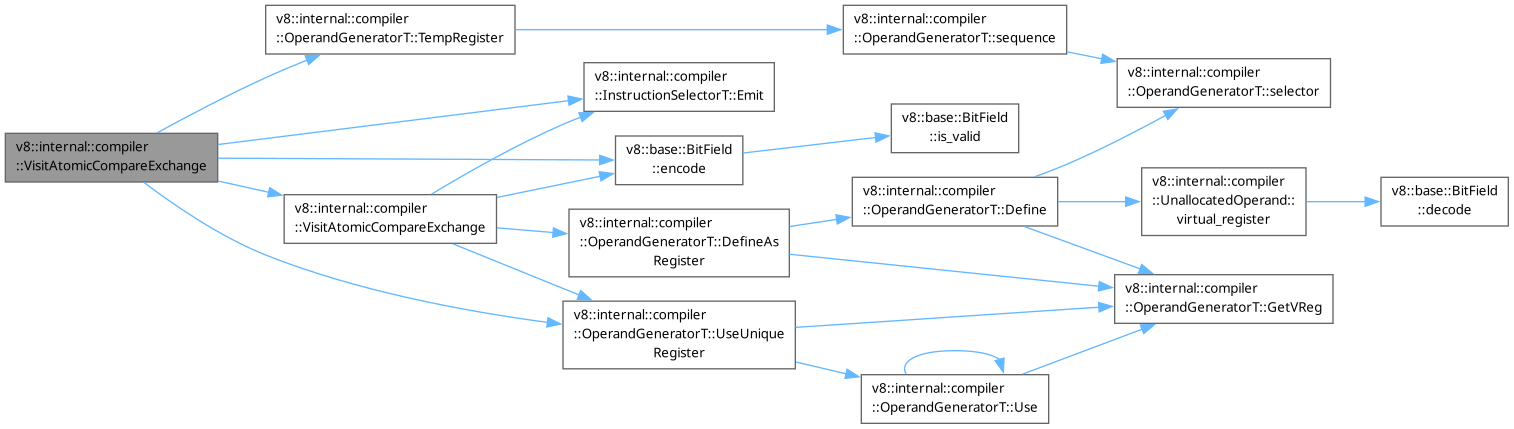 v8::internal::compiler
::VisitAtomicCompareExchange
v8::internal::compiler
::OperandGeneratorT::TempRegister
v8::internal::compiler
::OperandGeneratorT::sequence
v8::internal::compiler
::OperandGeneratorT::selector
v8::internal::compiler
::InstructionSelectorT::Emit
v8::base::BitField
::encode
v8::base::BitField
::is_valid
v8::internal::compiler
::VisitAtomicCompareExchange
v8::internal::compiler
::OperandGeneratorT::DefineAs
Register
v8::internal::compiler
::OperandGeneratorT::Define
v8::internal::compiler
::UnallocatedOperand::
virtual_register
v8::base::BitField
::decode
v8::internal::compiler
::OperandGeneratorT::GetVReg
v8::internal::compiler
::OperandGeneratorT::UseUnique
Register
v8::internal::compiler
::OperandGeneratorT::Use